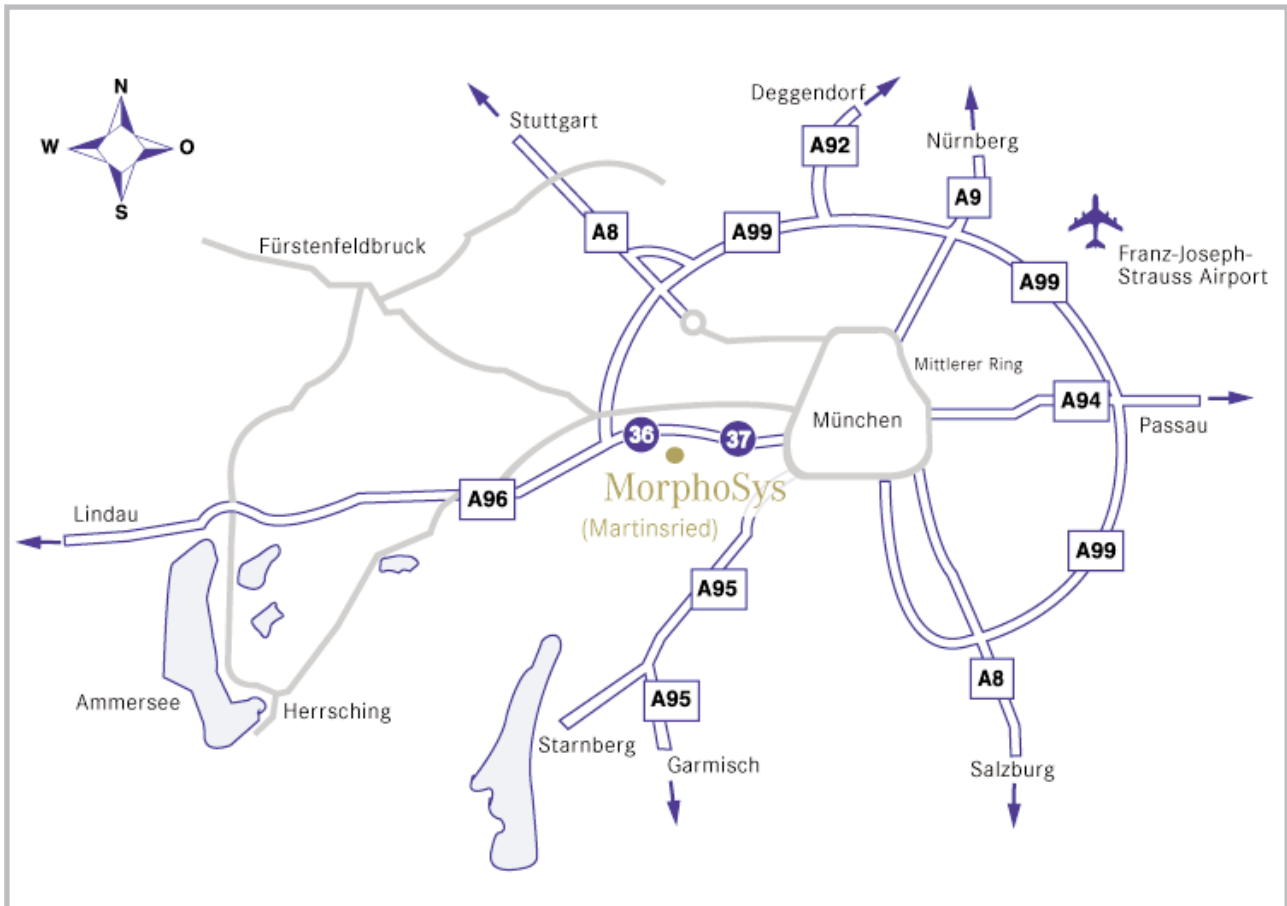 N
W
O
S
Stuttgart
Deggendorf
Nürnberg
A92
A9
A8
A99
Fürstenfeldbruck
Franz-Joseph-
Strauss Airport
A99
Mittlerer Ring
A94
Passau
München
36
37
MorphoSys
(Martinsried)
A96
Lindau
A99
A95
A8
A95
Ammersee
Herrsching
Starnberg
Garmisch
Salzburg